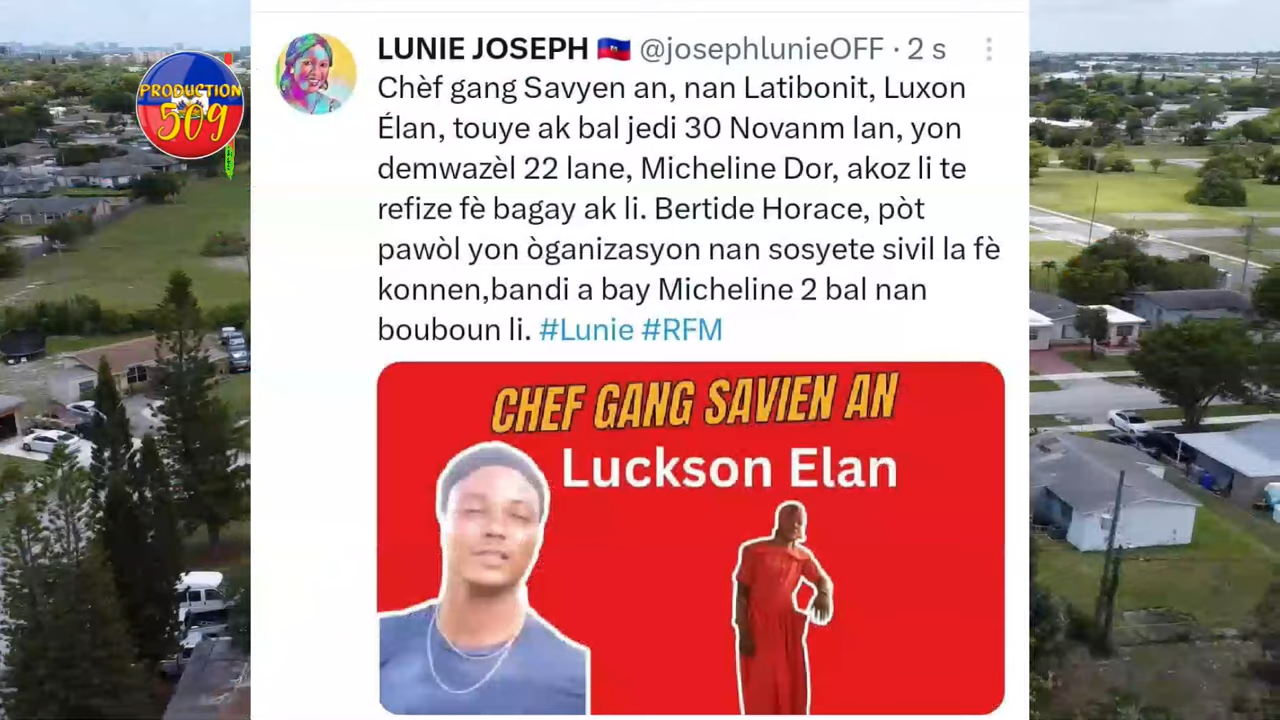 PRODUCTION
509
LUNIE JOSEPH 🇭🇹 @josephlunieOFF · 2 s
Chèf gang Savyen an, nan Latibonit, Luxon
Élan, touye ak bal jedi 30 Novanm lan, yon
demwazèl 22 lane, Micheline Dor, akoz li te
refize fè bagay ak li. Bertide Horace, pòt
pawòl yon òganizasyon nan sosyete sivil la fè
konnen,bandi a bay Micheline 2 bal nan
bouboun li. #Lunie #RFM
CHEF GANG SAVIEN AN
Luckson Elan